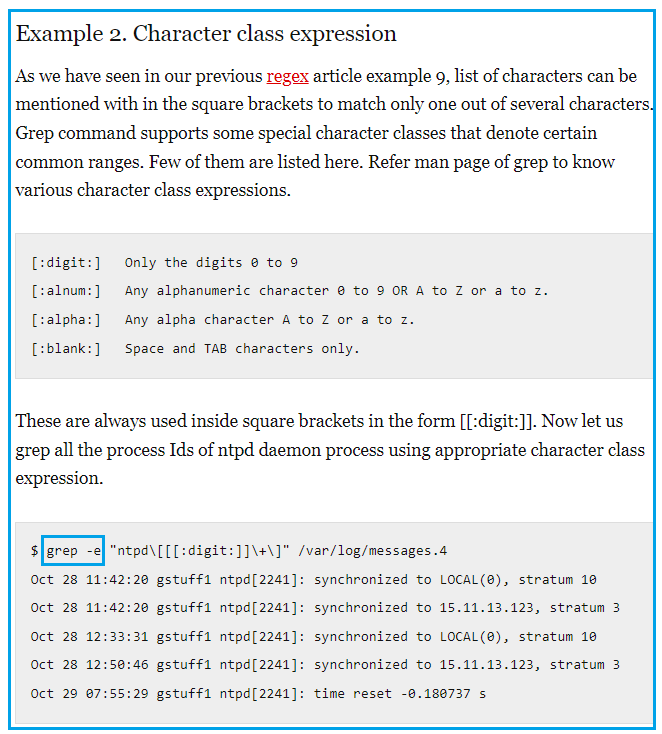 Example 2. Character class expression
As we have seen in our previous regex article example 9, list of characters can be
mentioned with in the square brackets to match only one out of several characters.
Grep command supports some special character classes that denote certain
common ranges. Few of them are listed here. Refer man page of grep to know
various character class expressions.
[:digit:]   Only the digits 0 to 9
[:alnum:]   Any alphanumeric character 0 to 9 OR A to Z or a to z.
[:alpha:]   Any alpha character A to Z or a to z.
[:blank:]   Space and TAB characters only.
These are always used inside square brackets in the form [[:digit:]]. Now let us
grep all the process Ids of ntpd daemon process using appropriate character class
expression.
$ grep -e "ntpd\[[[:digit:]]\+\]" /var/log/messages.4
Oct 28 11:42:20 gstuff1 ntpd[2241]: synchronized to LOCAL(0), stratum 10
Oct 28 11:42:20 gstuff1 ntpd[2241]: synchronized to 15.11.13.123, stratum 3
Oct 28 12:33:31 gstuff1 ntpd[2241]: synchronized to LOCAL(0), stratum 10
Oct 28 12:50:46 gstuff1 ntpd[2241]: synchronized to 15.11.13.123, stratum 3
Oct 29 07:55:29 gstuff1 ntpd[2241]: time reset -0.180737 s